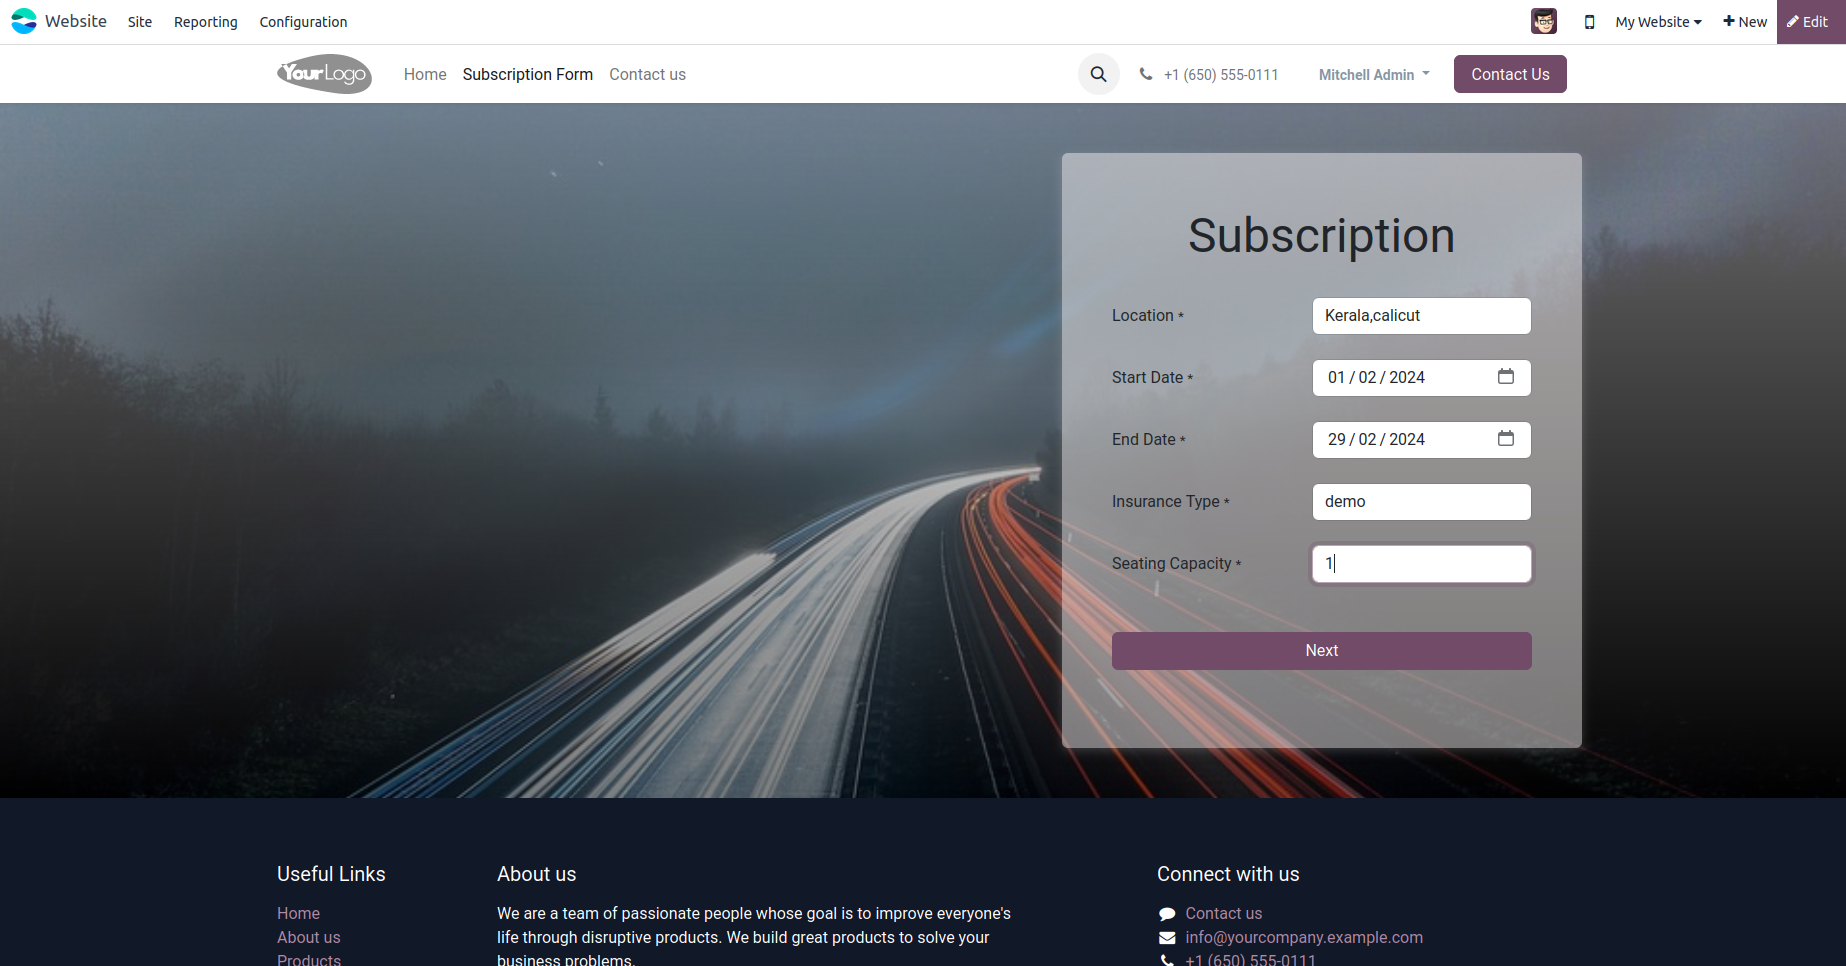 Website Site Reporting Configuration My Website New Edit
YourLogo Home Subscription Form Contact us +1 (650) 555-0111 Mitchell Admin Contact Us
Subscription
Location * Kerala,calicut
Start Date * 01 / 02 / 2024
End Date * 29 / 02 / 2024
Insurance Type * demo
Seating Capacity * 1
Next
Useful Links
Home
About us
Products
About us
We are a team of passionate people whose goal is to improve everyone's
life through disruptive products. We build great products to solve your
business problems.
Connect with us
Contact us
info@yourcompany.example.com
+1 (650) 555-0111